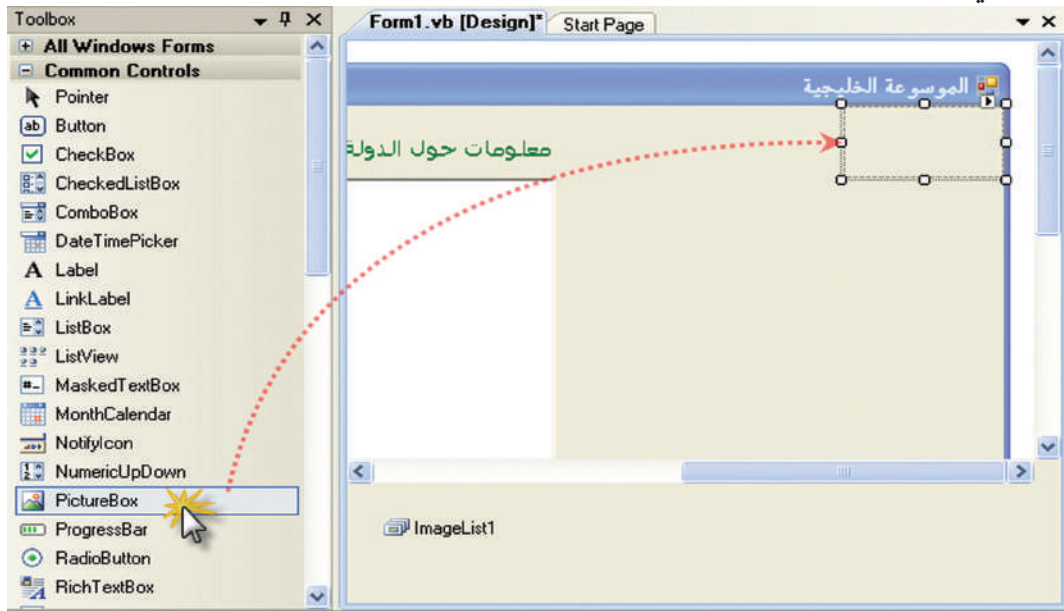 Toolbox
All Windows Forms
Common Controls
Pointer
ab Button
CheckBox
CheckedListBox
ComboBox
DateTimePicker
A Label
A LinkLabel
ListBox
ListView
#- MaskedTextBox
MonthCalendar
NotifyIcon
NumericUpDown
PictureBox
ProgressBar
RadioButton
RichTextBox
Form1.vb [Design]* Start Page
الموسوعة الخليجية
معلومات حول الدولة
ImageList1